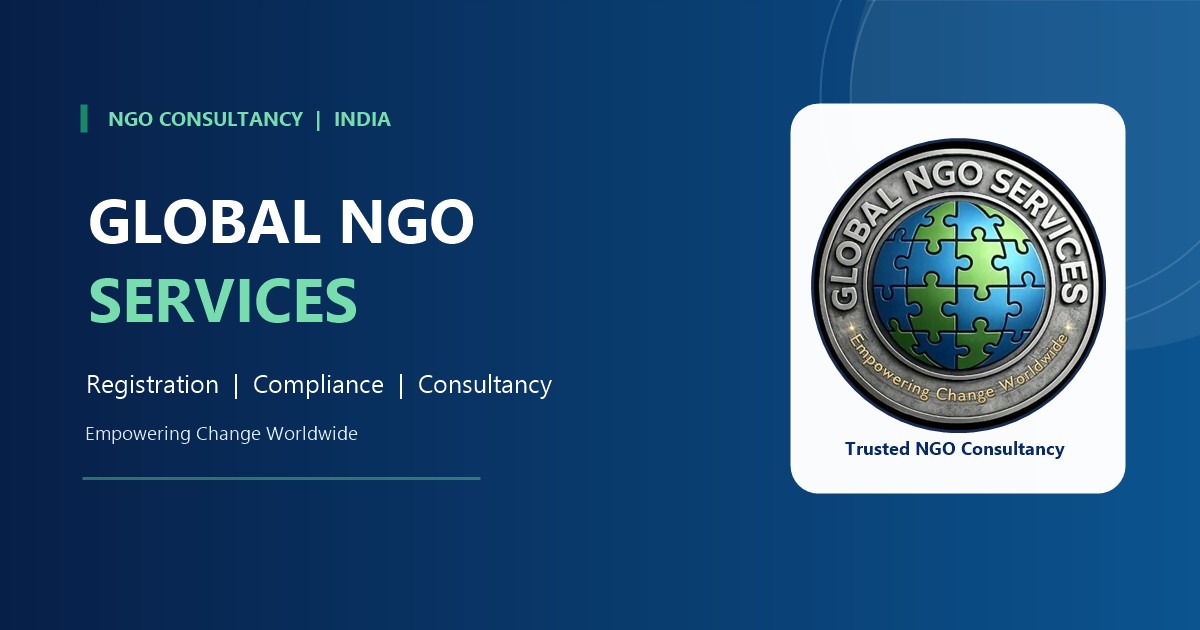 NGO CONSULTANCY | INDIA
GLOBAL NGO
SERVICES
Registration | Compliance | Consultancy
Empowering Change Worldwide
GLOBAL NGO SERVICES
Empowering Change Worldwide
Trusted NGO Consultancy